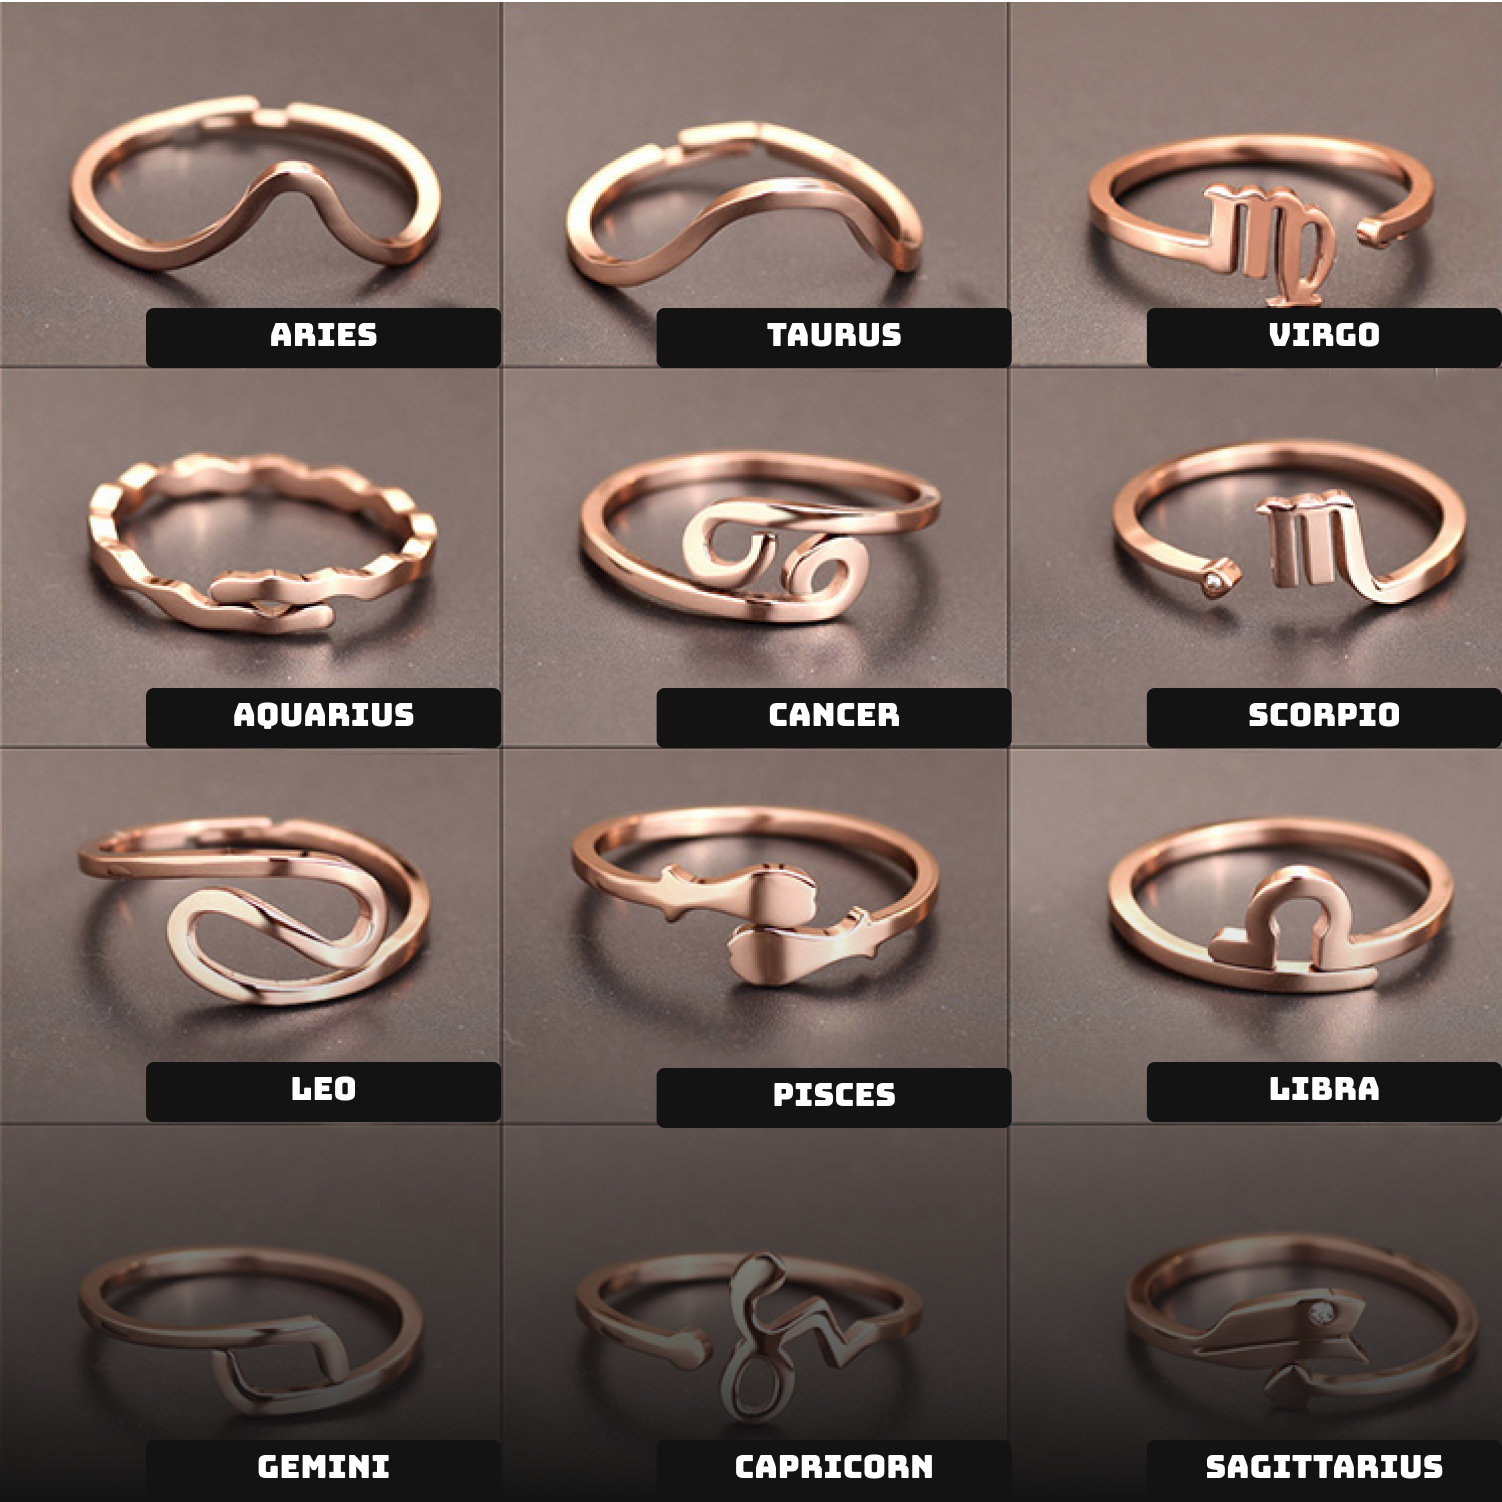 ARIES
TAURUS
VIRGO
AQUARIUS
CANCER
SCORPIO
LEO
PISCES
LIBRA
GEMINI
CAPRICORN
SAGITTARIUS